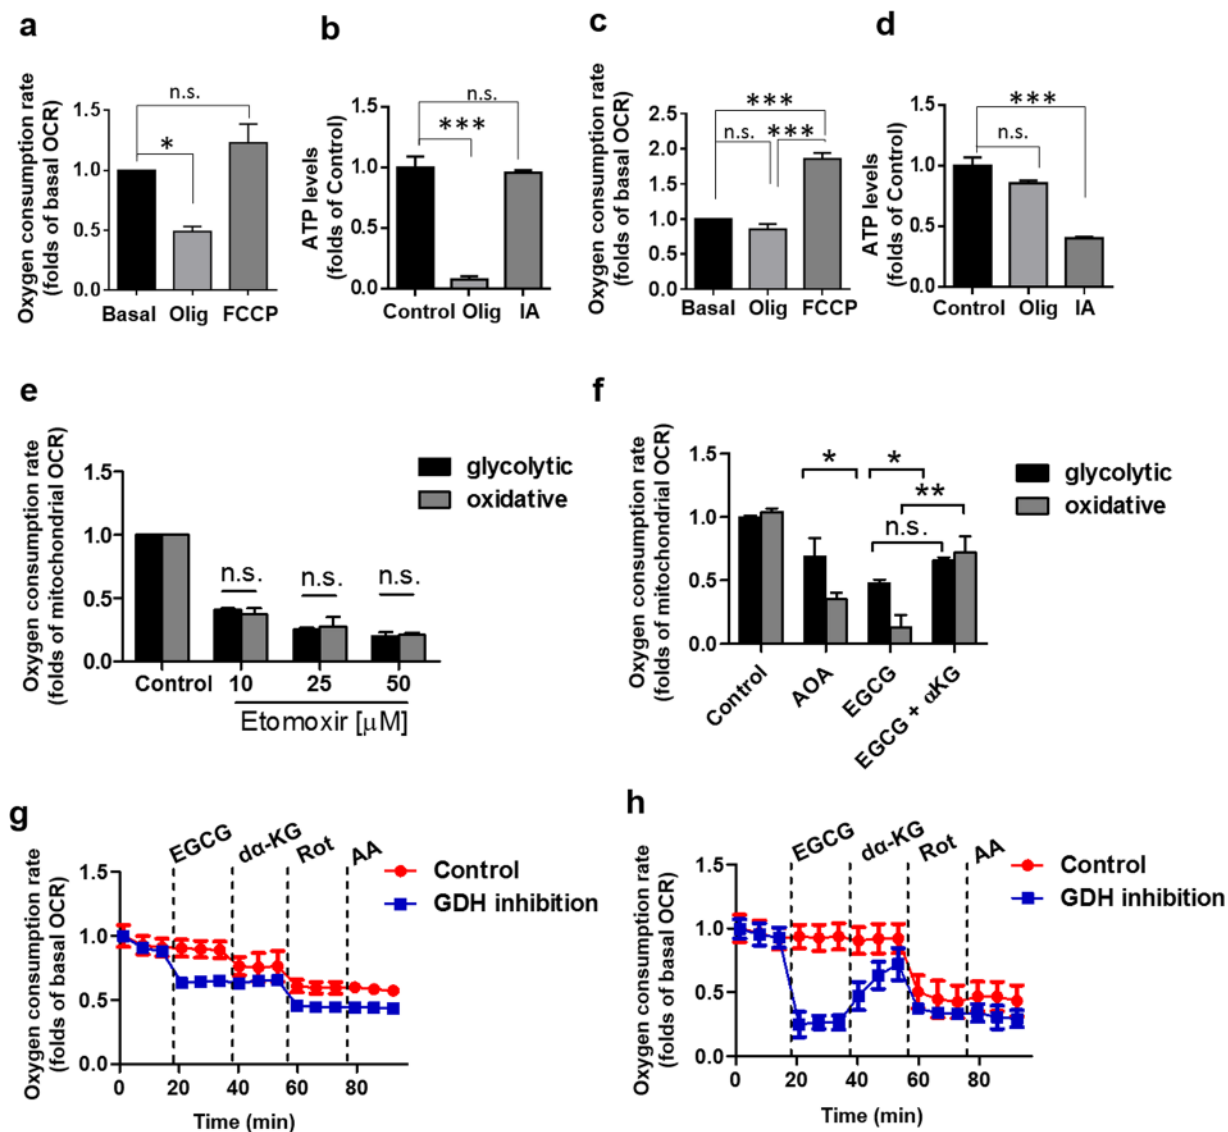 a
Oxygen consumption rate
(folds of basal OCR)
1.5
1.0
0.5
0.0
n.s.
*
Basal Olig FCCP
b
ATP levels
(folds of Control)
1.5
1.0
0.5
0.0
n.s.
***
Control Olig IA
c
Oxygen consumption rate
(folds of basal OCR)
2.5
2.0
1.5
1.0
0.5
0.0
***
n.s. ***
Basal Olig FCCP
d
ATP levels
(folds of Control)
1.5
1.0
0.5
0.0
***
n.s.
Control Olig IA
e
Oxygen consumption rate
(folds of mitochondrial OCR)
1.5
1.0
0.5
0.0
glycolytic
oxidative
n.s. n.s. n.s.
Control 10 25 50
Etomoxir [μM]
f
Oxygen consumption rate
(folds of mitochondrial OCR)
1.5
1.0
0.5
0.0
* *
**
n.s.
glycolytic
oxidative
Control
AOA
EGCG
EGCG + αKG
g
Oxygen consumption rate
(folds of basal OCR)
1.5
1.0
0.5
0.0
EGCG
dα-KG
Rot
AA
Control
GDH inhibition
0 20 40 60 80
Time (min)
h
Oxygen consumption rate
(folds of basal OCR)
1.5
1.0
0.5
0.0
EGCG
dα-KG
Rot
AA
Control
GDH inhibition
0 20 40 60 80
Time (min)